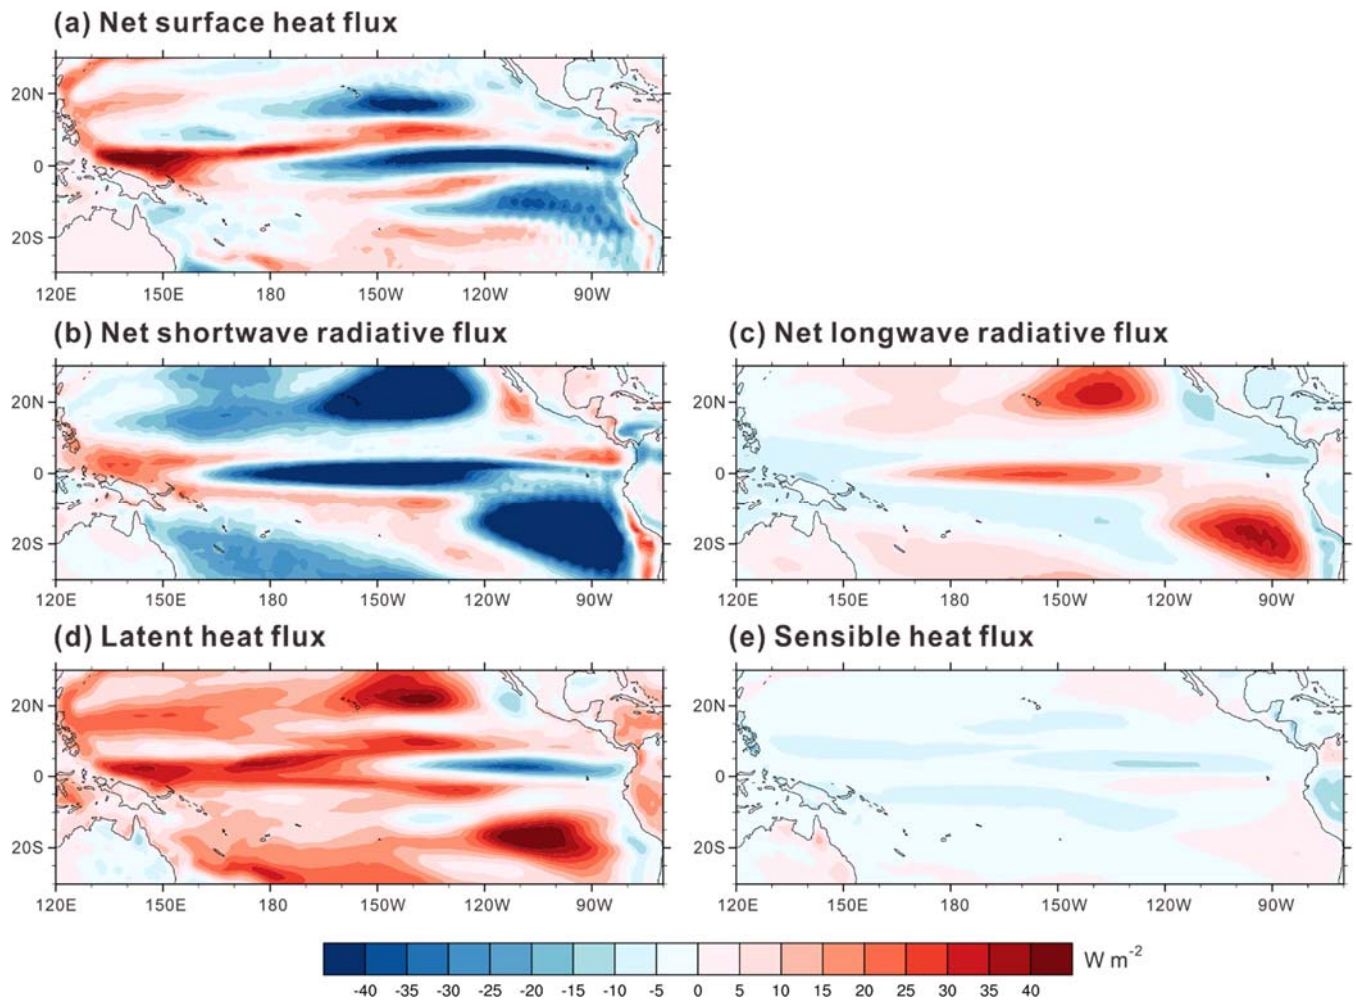 (a) Net surface heat flux
20N
0
20S
120E 150E 180 150W 120W 90W
(b) Net shortwave radiative flux
20N
0
20S
120E 150E 180 150W 120W 90W
(c) Net longwave radiative flux
20N
0
20S
120E 150E 180 150W 120W 90W
(d) Latent heat flux
20N
0
20S
120E 150E 180 150W 120W 90W
(e) Sensible heat flux
20N
0
20S
120E 150E 180 150W 120W 90W
W m⁻²
-40 -35 -30 -25 -20 -15 -10 -5 0 5 10 15 20 25 30 35 40